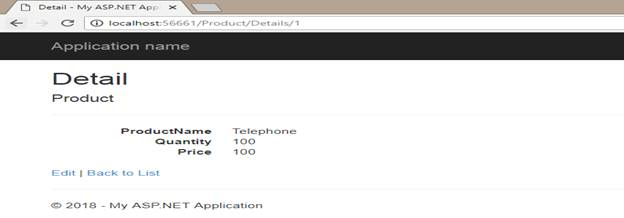 Detail - My ASP.NET Appl
localhost:56661/Product/Details/1
Application name
Detail
Product
ProductName Telephone
Quantity 100
Price 100
Edit | Back to List
© 2018 - My ASP.NET Application